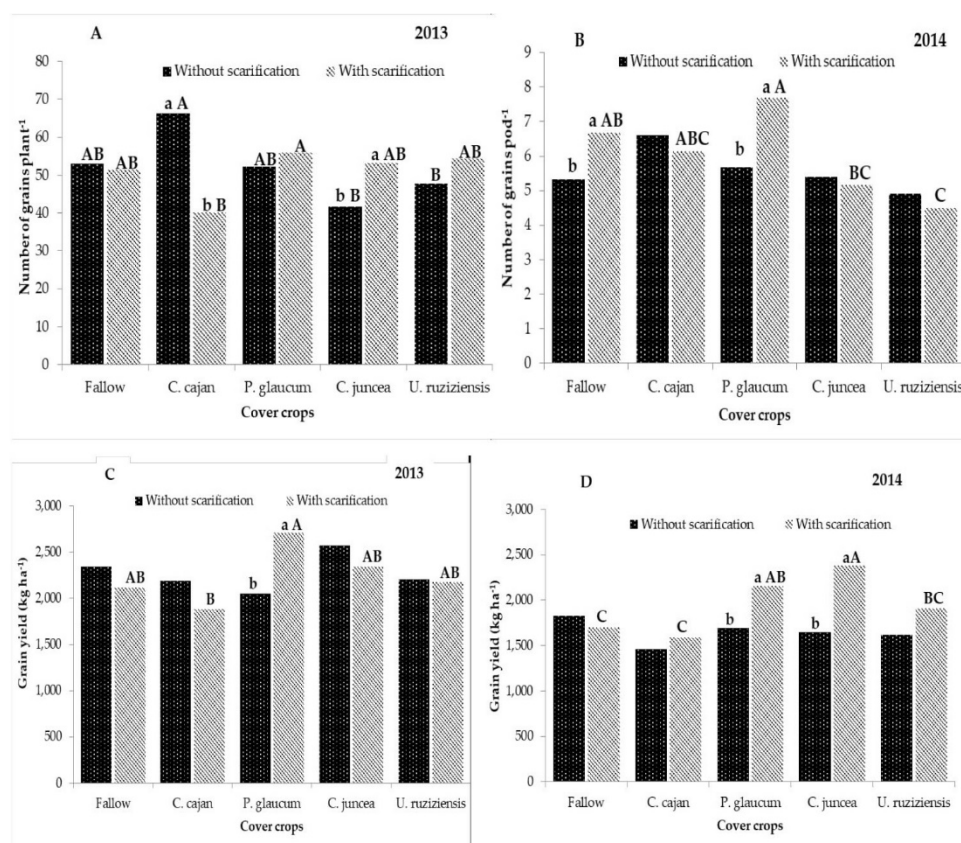 A 2013
Without scarification With scarification
Number of grains plant⁻¹
80
70
60
50
40
30
20
10
0
AB AB a A b B AB A b B a AB B AB
Fallow C. cajan P. glaucum C. juncea U. ruziziensis
Cover crops
B 2014
Without scarification With scarification
Number of grains pod⁻¹
9
8
7
6
5
4
3
2
1
0
b a AB ABC b a A BC C
Fallow C. cajan P. glaucum C. juncea U. ruziziensis
Cover crops
C 2013
Without scarification With scarification
Grain yield (kg ha⁻¹)
3,000
2,500
2,000
1,500
1,000
500
0
AB B b a A AB AB
Fallow C. cajan P. glaucum C. juncea U. ruziziensis
Cover crops
D 2014
Without scarification With scarification
Grain yield (kg ha⁻¹)
3,000
2,500
2,000
1,500
1,000
500
0
C C b a AB b aA BC
Fallow C. cajan P. glaucum C. juncea U. ruziziensis
Cover crops